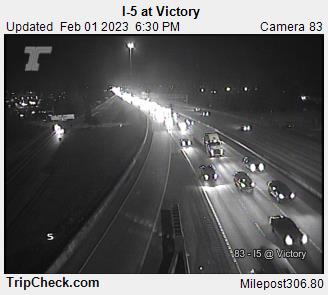 I-5 at Victory
Updated Feb 01 2023 6:30 PM Camera 83
T
S
83 - I5 @ Victory
TripCheck.com Milepost306.80